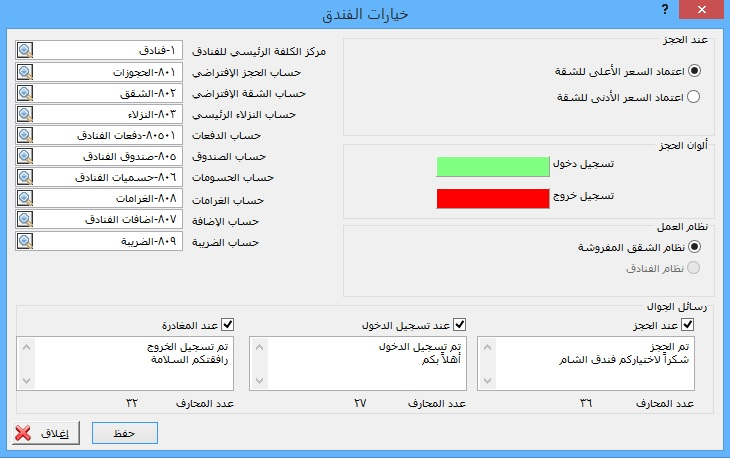 خيارات الفندق
?
عند الحجز
اعتماد السعر الأعلى للشقة
اعتماد السعر الأدنى للشقة
ألوان الحجز
تسجيل دخول
تسجيل خروج
نظام العمل
نظام الشقق المفروشة
نظام الفنادق
مركز الكلفة الرئيسي للفنادق ١-فنادق
حساب الحجز الإفتراضي ٨٠١-الحجوزات
حساب الشقة الإفتراضي ٨٠٢-الشقق
حساب النزلاء الرئيسي ٨٠٣-النزلاء
حساب الدفعات ٨٠٥٠١-دفعات الفنادق
حساب الصندوق ٨٠٥-صندوق الفنادق
حساب الحسومات ٨٠٦-حسميات الفنادق
حساب الغرامات ٨٠٨-الغرامات
حساب الإضافة ٨٠٧-اضافات الفنادق
حساب الضريبة ٨٠٩-الضريبة
رسائل الجوال
عند الحجز
تم الحجز
شكراً لاختياركم فندق الشام
عدد المحارف ٣٦
عند تسجيل الدخول
تم تسجيل الدخول
أهلاً بكم
عدد المحارف ٢٧
عند المغادرة
تم تسجيل الخروج
رافقتكم السلامة
عدد المحارف ٣٢
حفظ
إغلاق